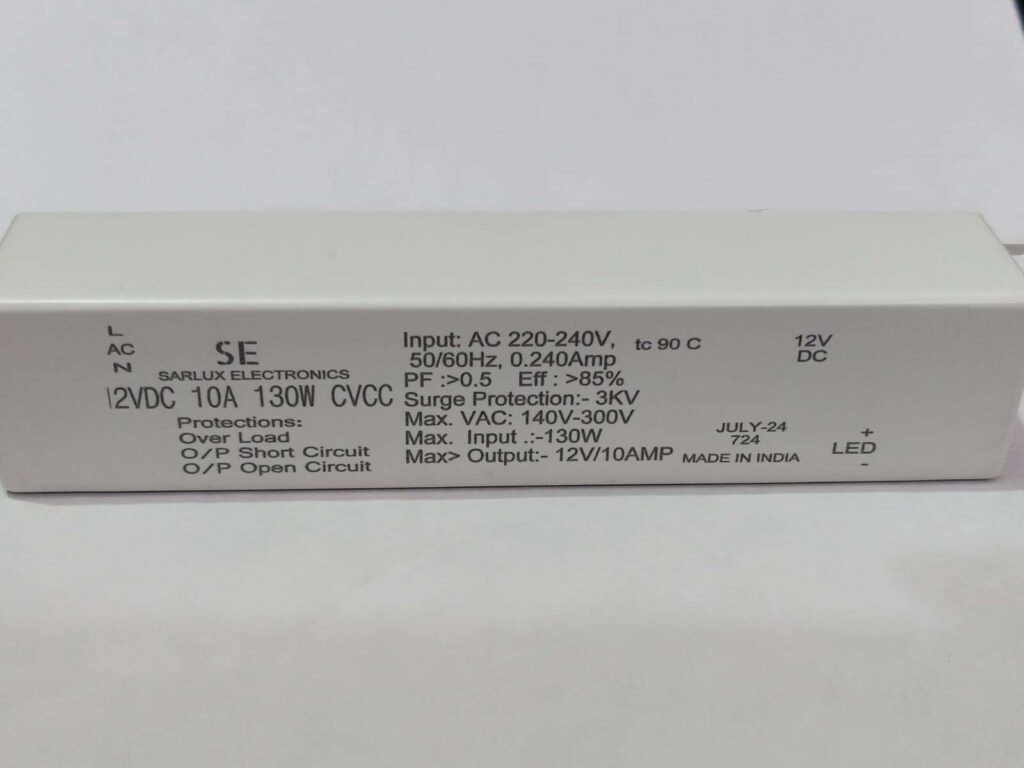 L
AC
N
SE
SARLUX ELECTRONICS
12VDC 10A 130W CVCC
Protections:
Over Load
O/P Short Circuit
O/P Open Circuit
Input: AC 220-240V,
50/60Hz, 0.240Amp
PF :>0.5 Eff : >85%
Surge Protection:- 3KV
Max. VAC: 140V-300V
Max. Input .:-130W
Max> Output:- 12V/10AMP
tc 90 C
JULY-24
724
MADE IN INDIA
12V
DC
+
LED
-